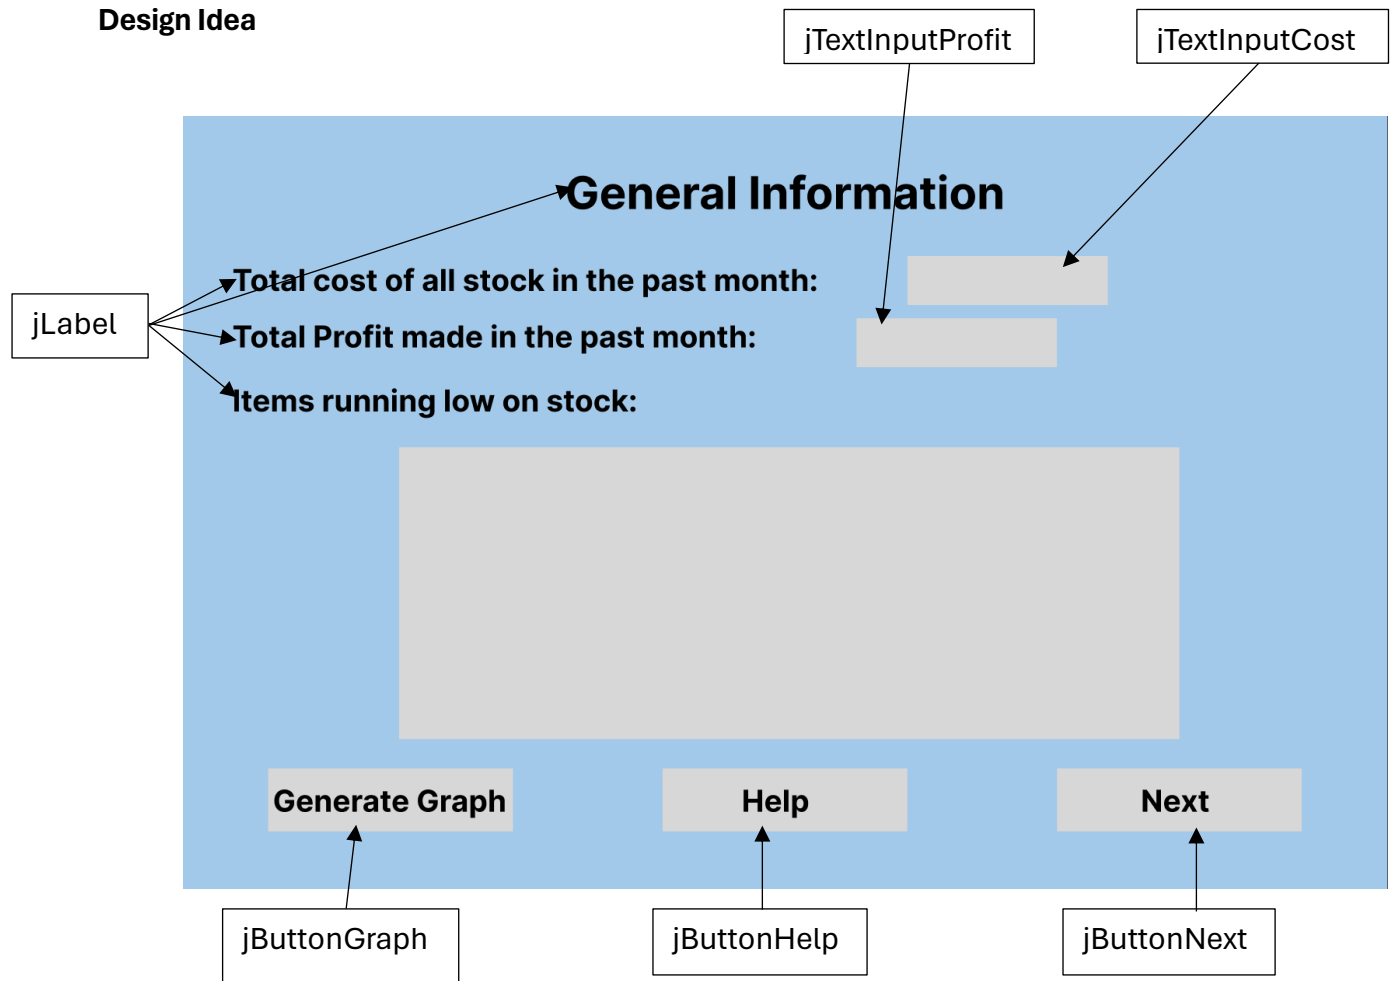 Design Idea
jTextInputProfit
jTextInputCost
General Information
Total cost of all stock in the past month:
jLabel
Total Profit made in the past month:
Items running low on stock:
Generate Graph
Help
Next
jButtonGraph
jButtonHelp
jButtonNext